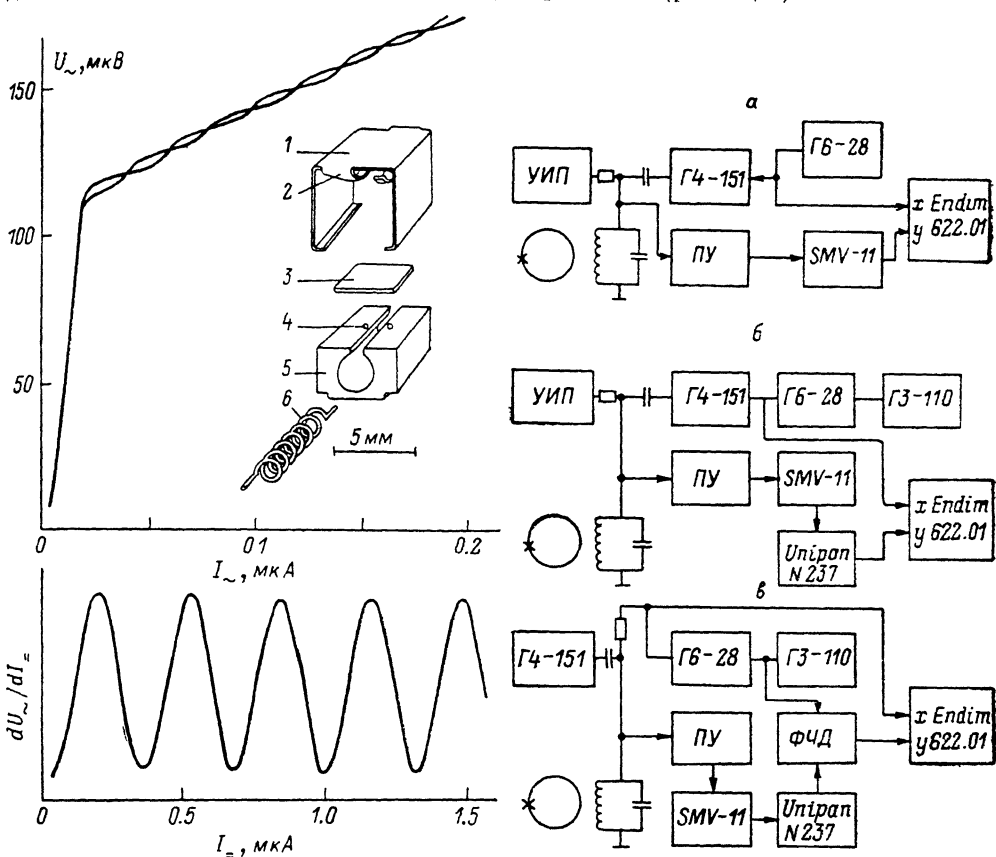 U~, мкВ
150
100
50
0
01
0.2
I~, мкА
1
2
3
4
5
6
5 мм
dU~/dI=
0
0.5
1.0
1.5
I=, мкА
а
УИП
Г4-151
Г6-28
x Endim
y 622.01
ПУ
SMV-11
б
УИП
Г4-151
Г6-28
Г3-110
ПУ
SMV-11
x Endim
y 622.01
Unipan
N 237
в
Г4-151
Г6-28
Г3-110
x Endim
y 622.01
ПУ
ФЧД
SMV-11
Unipan
N 237